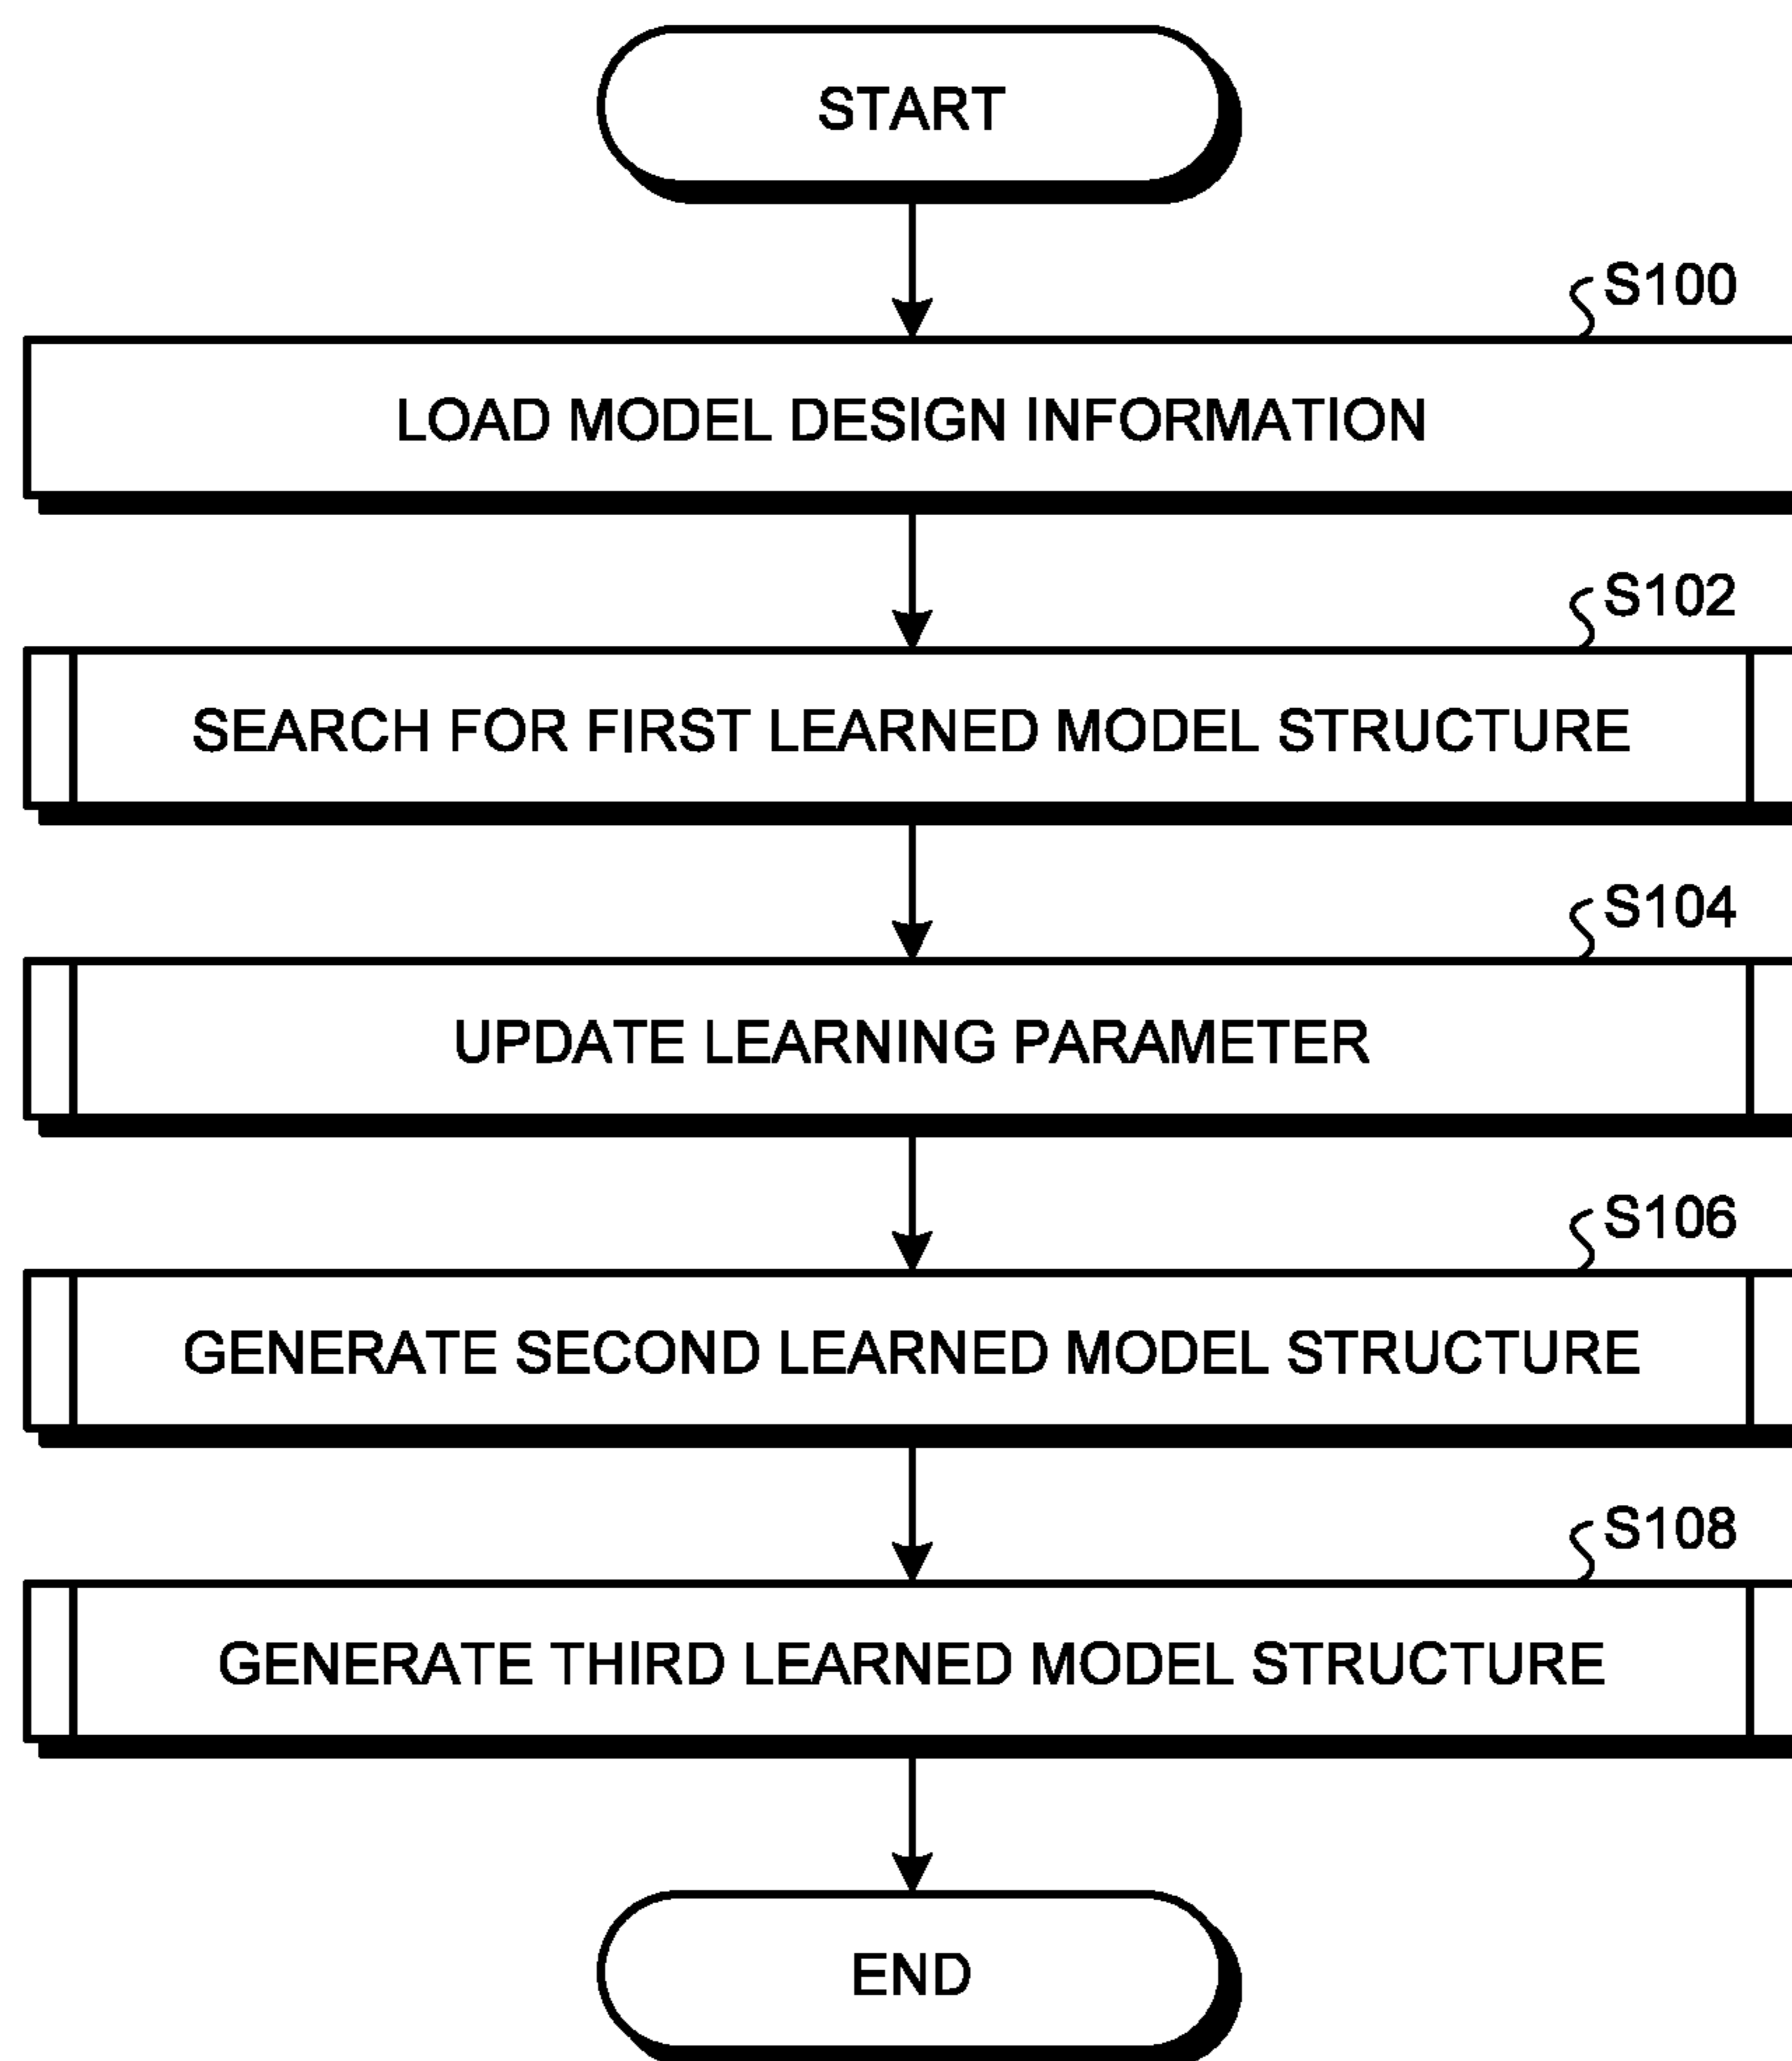 START
S100
LOAD MODEL DESIGN INFORMATION
S102
SEARCH FOR FIRST LEARNED MODEL STRUCTURE
S104
UPDATE LEARNING PARAMETER
S106
GENERATE SECOND LEARNED MODEL STRUCTURE
S108
GENERATE THIRD LEARNED MODEL STRUCTURE
END